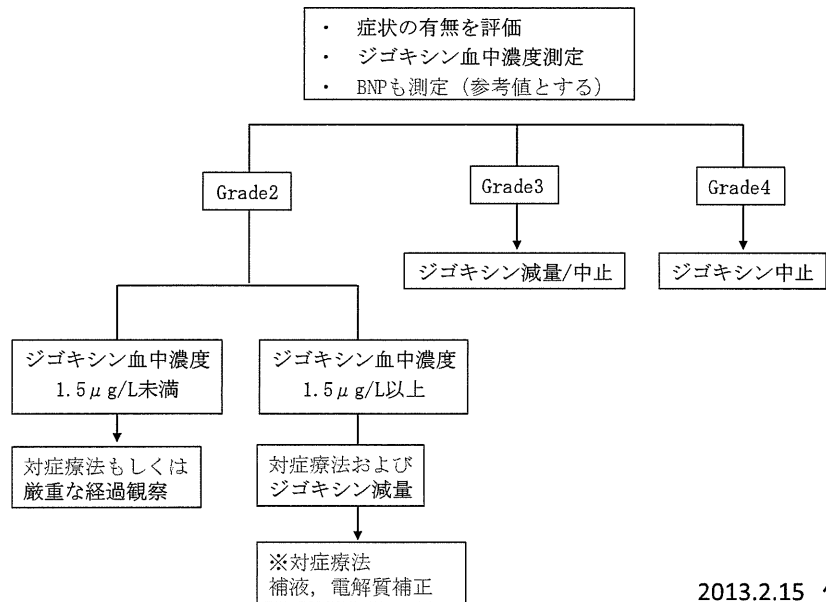 ・ 症状の有無を評価
・ ジゴキシン血中濃度測定
・ BNPも測定（参考値とする）
Grade2
Grade3
Grade4
ジゴキシン減量/中止
ジゴキシン中止
ジゴキシン血中濃度
1.5μg/L未満
ジゴキシン血中濃度
1.5μg/L以上
対症療法もしくは
厳重な経過観察
対症療法および
ジゴキシン減量
※対症療法
補液，電解質補正
2013.2.15